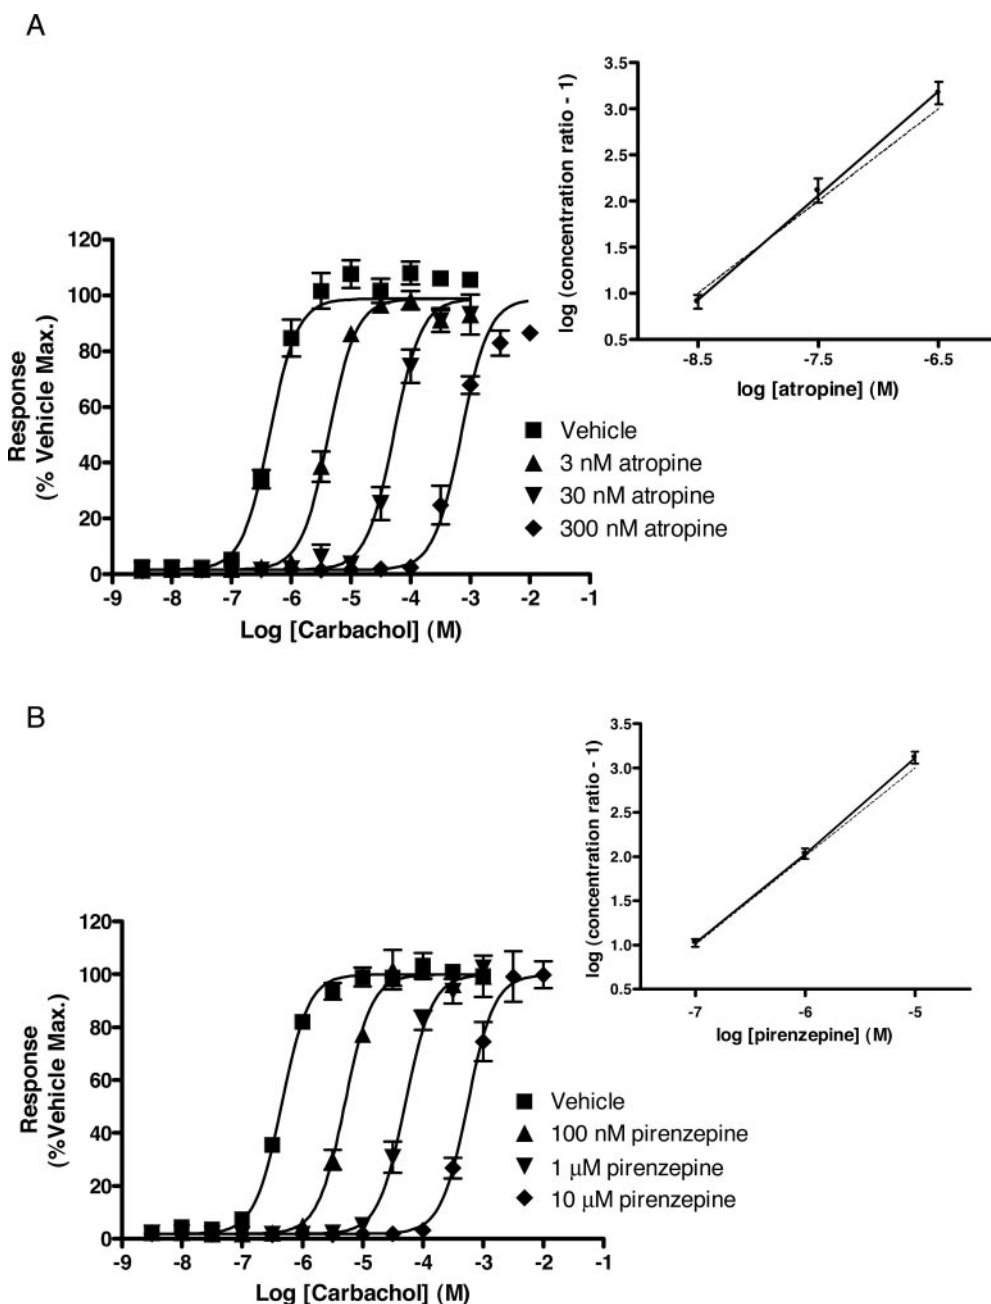 A
log (concentration ratio - 1)
3.5
3.0
2.5
2.0
1.5
1.0
0.5
-8.5 -7.5 -6.5
log [atropine] (M)
Response
(% Vehicle Max.)
120
100
80
60
40
20
0
Vehicle
3 nM atropine
30 nM atropine
300 nM atropine
-9 -8 -7 -6 -5 -4 -3 -2 -1
Log [Carbachol] (M)
B
log (concentration ratio - 1)
3.5
3.0
2.5
2.0
1.5
1.0
0.5
-7 -6 -5
log [pirenzepine] (M)
Response
(%Vehicle Max.)
120
100
80
60
40
20
0
Vehicle
100 nM pirenzepine
1 μM pirenzepine
10 μM pirenzepine
-9 -8 -7 -6 -5 -4 -3 -2 -1
Log [Carbachol] (M)